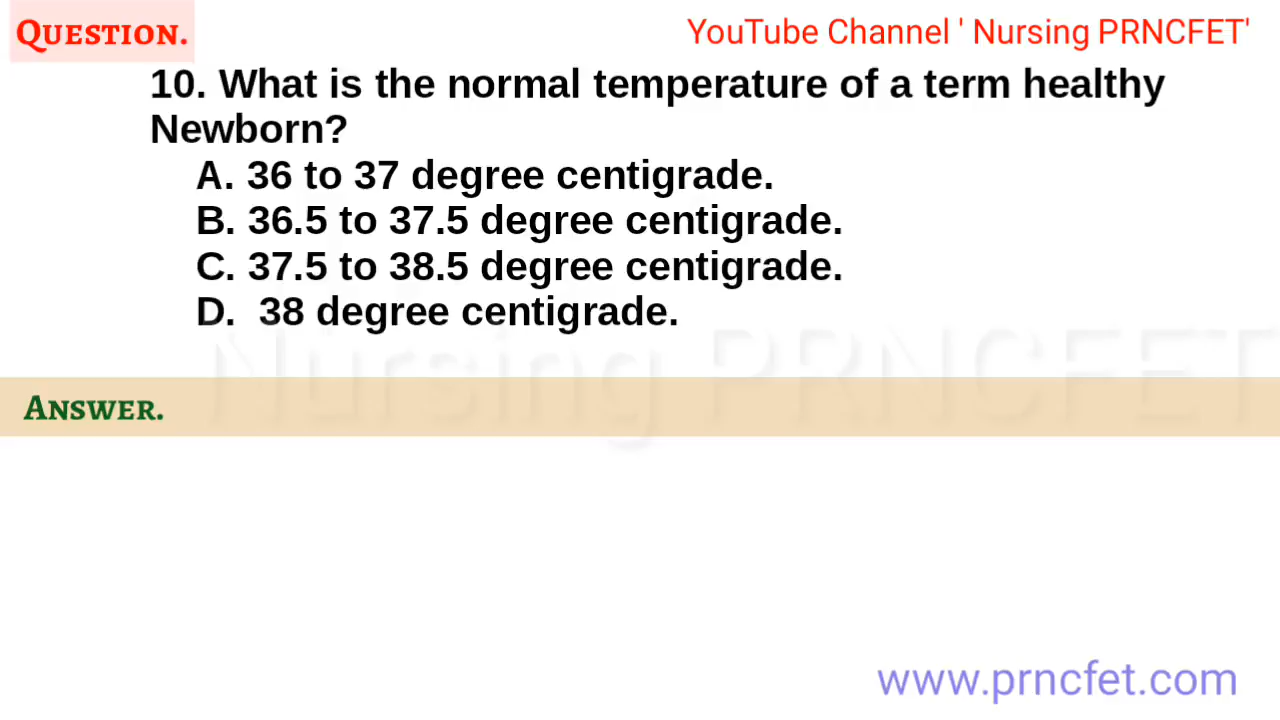 QUESTION.
YouTube Channel ' Nursing PRNCFET'
10. What is the normal temperature of a term healthy
Newborn?
A. 36 to 37 degree centigrade.
B. 36.5 to 37.5 degree centigrade.
C. 37.5 to 38.5 degree centigrade.
D. 38 degree centigrade.
Nursing PRNCFET
ANSWER.
www.prncfet.com